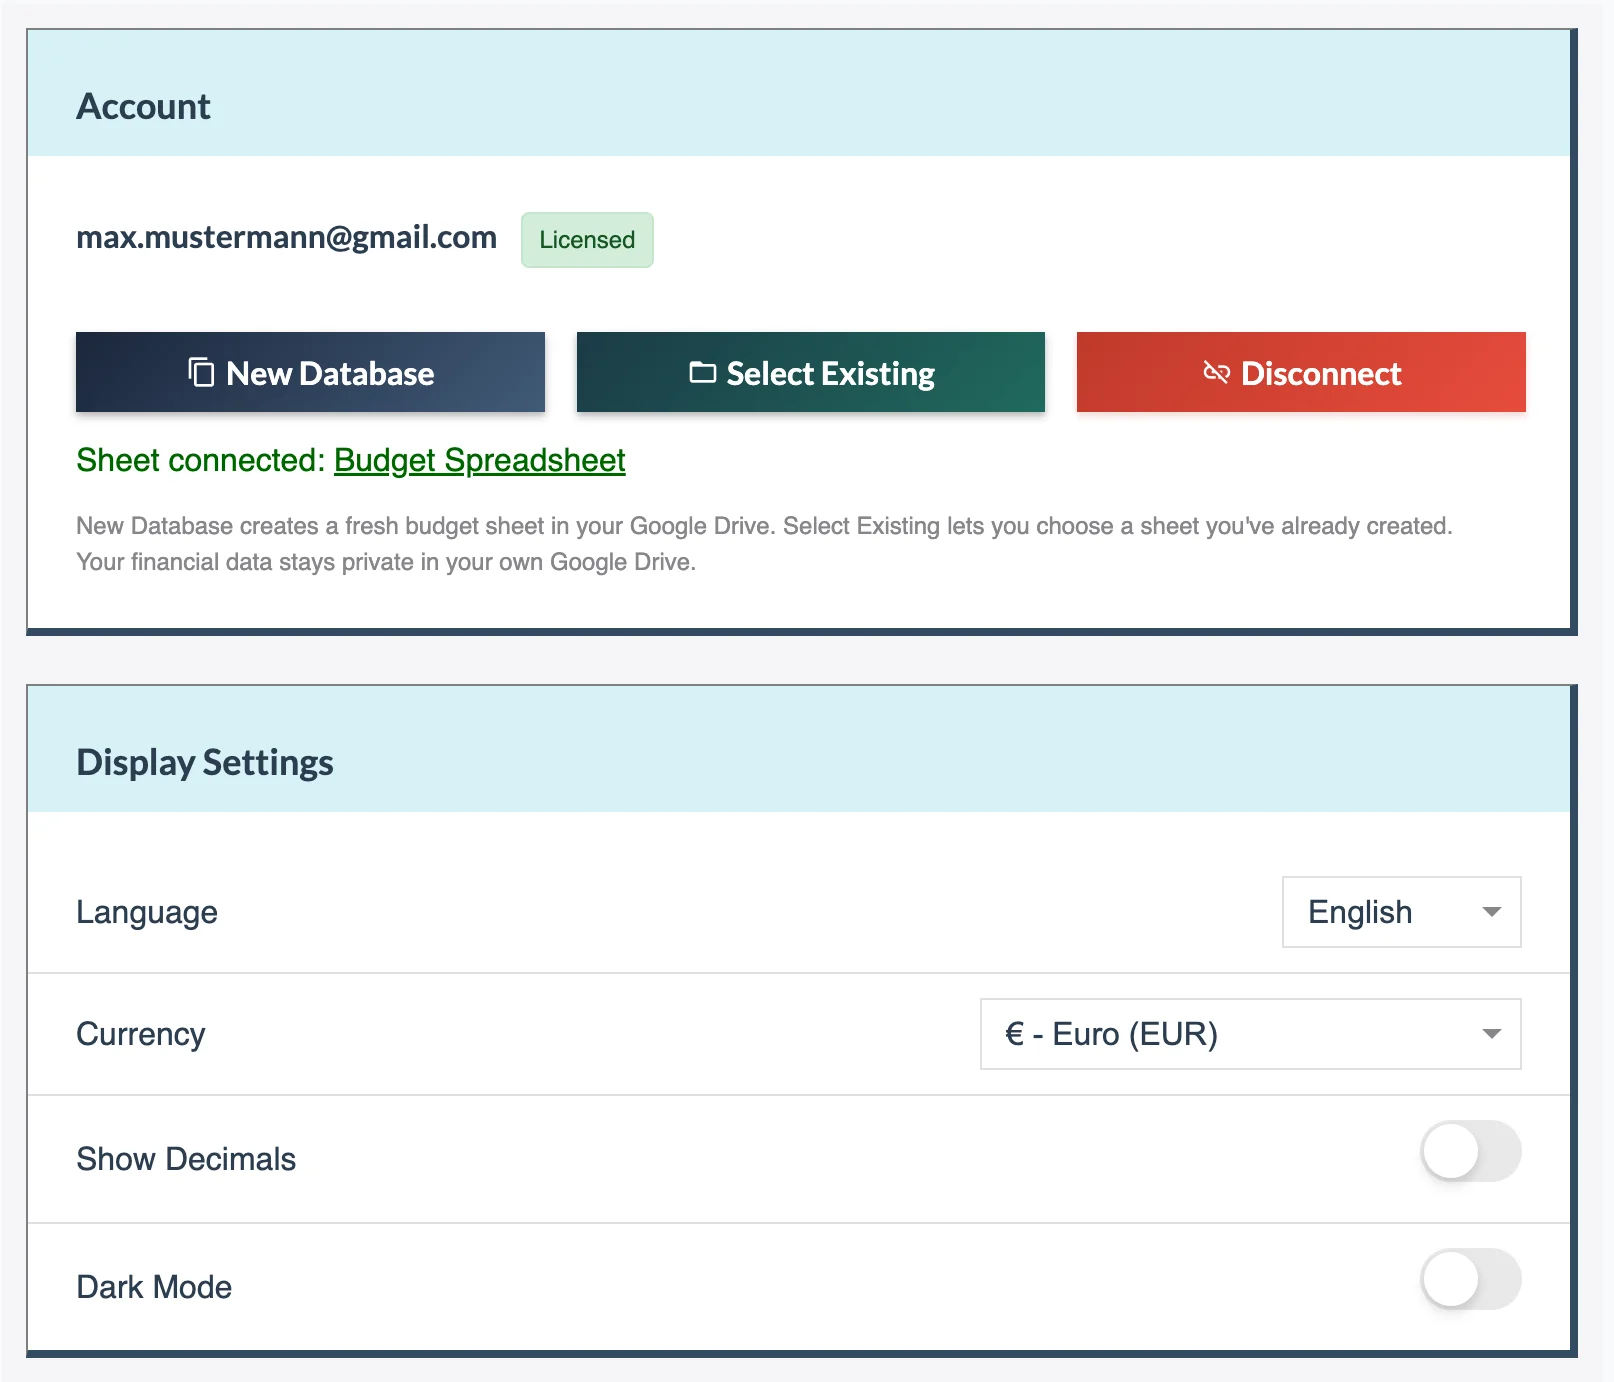 Account
max.mustermann@gmail.com Licensed
New Database Select Existing Disconnect
Sheet connected: Budget Spreadsheet
New Database creates a fresh budget sheet in your Google Drive. Select Existing lets you choose a sheet you've already created.
Your financial data stays private in your own Google Drive.
Display Settings
Language English
Currency € - Euro (EUR)
Show Decimals
Dark Mode